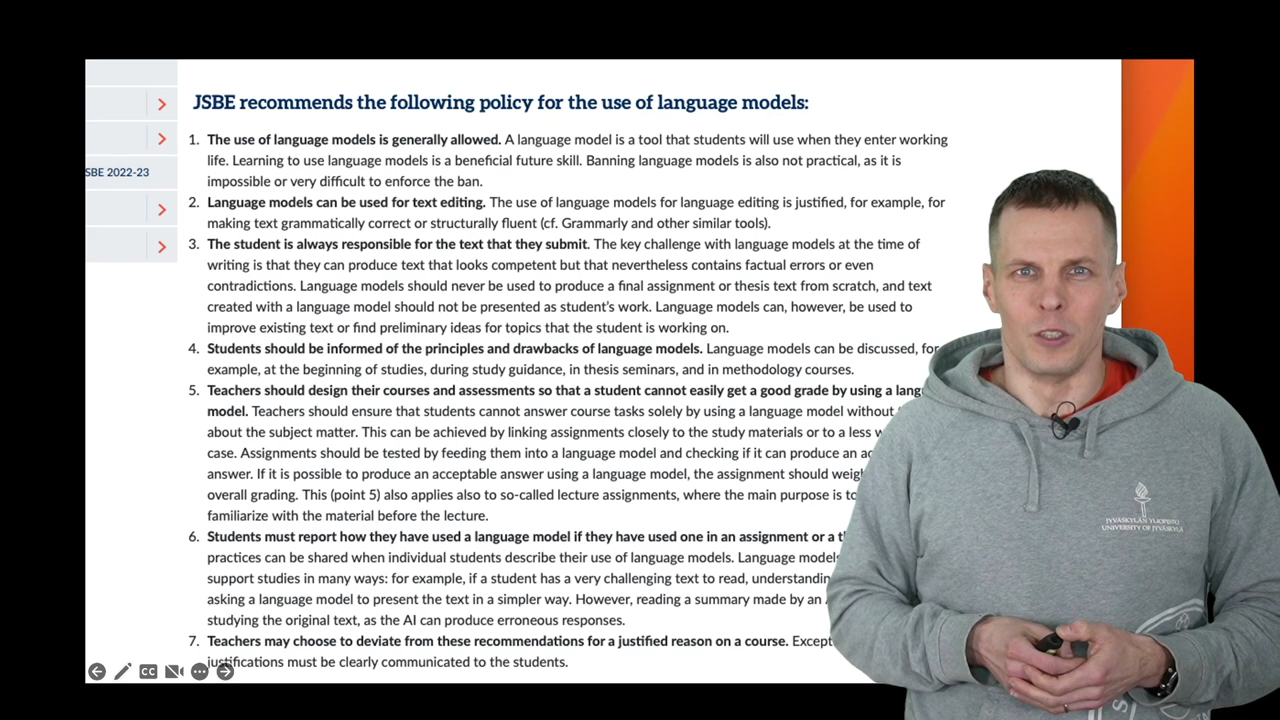 JSBE recommends the following policy for the use of language models:
1. The use of language models is generally allowed. A language model is a tool that students will use when they enter working
life. Learning to use language models is a beneficial future skill. Banning language models is also not practical, as it is
impossible or very difficult to enforce the ban.
SBE 2022-23
2. Language models can be used for text editing. The use of language models for language editing is justified, for example, for
making text grammatically correct or structurally fluent (cf. Grammarly and other similar tools).
3. The student is always responsible for the text that they submit. The key challenge with language models at the time of
writing is that they can produce text that looks competent but that nevertheless contains factual errors or even
contradictions. Language models should never be used to produce a final assignment or thesis text from scratch, and text
created with a language model should not be presented as student's work. Language models can, however, be used to
improve existing text or find preliminary ideas for topics that the student is working on.
4. Students should be informed of the principles and drawbacks of language models. Language models can be discussed, for
example, at the beginning of studies, during study guidance, in thesis seminars, and in methodology courses.
5. Teachers should design their courses and assessments so that a student cannot easily get a good grade by using a
model. Teachers should ensure that students cannot answer course tasks solely by using a language model without
about the subject matter. This can be achieved by linking assignments closely to the study materials or to a less
case. Assignments should be tested by feeding them into a language model and checking if it can produce an
answer. If it is possible to produce an acceptable answer using a language model, the assignment should
overall grading. This (point 5) also applies also to so-called lecture assignments, where the main purpose is to
familiarize with the material before the lecture.
6. Students must report how they have used a language model if they have used one in an assignment or a
practices can be shared when individual students describe their use of language models. Language
support studies in many ways: for example, if a student has a very challenging text to read,
asking a language model to present the text in a simpler way. However, reading a summary made by an
studying the original text, as the AI can produce erroneous responses.
7. Teachers may choose to deviate from these recommendations for a justified reason on a course.
justifications must be clearly communicated to the students.
CC
JYVÄSKYLÄN YLIOPISTO
UNIVERSITY OF JYVÄSKYLÄ